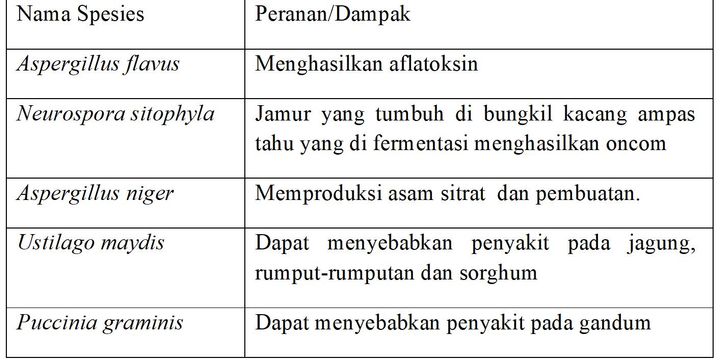 Nama Spesies Peranan/Dampak
Aspergillus flavus Menghasilkan aflatoksin
Neurospora sitophyla Jamur yang tumbuh di bungkil kacang ampas
tahu yang di fermentasi menghasilkan oncom
Aspergillus niger Memproduksi asam sitrat dan pembuatan.
Ustilago maydis Dapat menyebabkan penyakit pada jagung,
rumput-rumputan dan sorghum
Puccinia graminis Dapat menyebabkan penyakit pada gandum